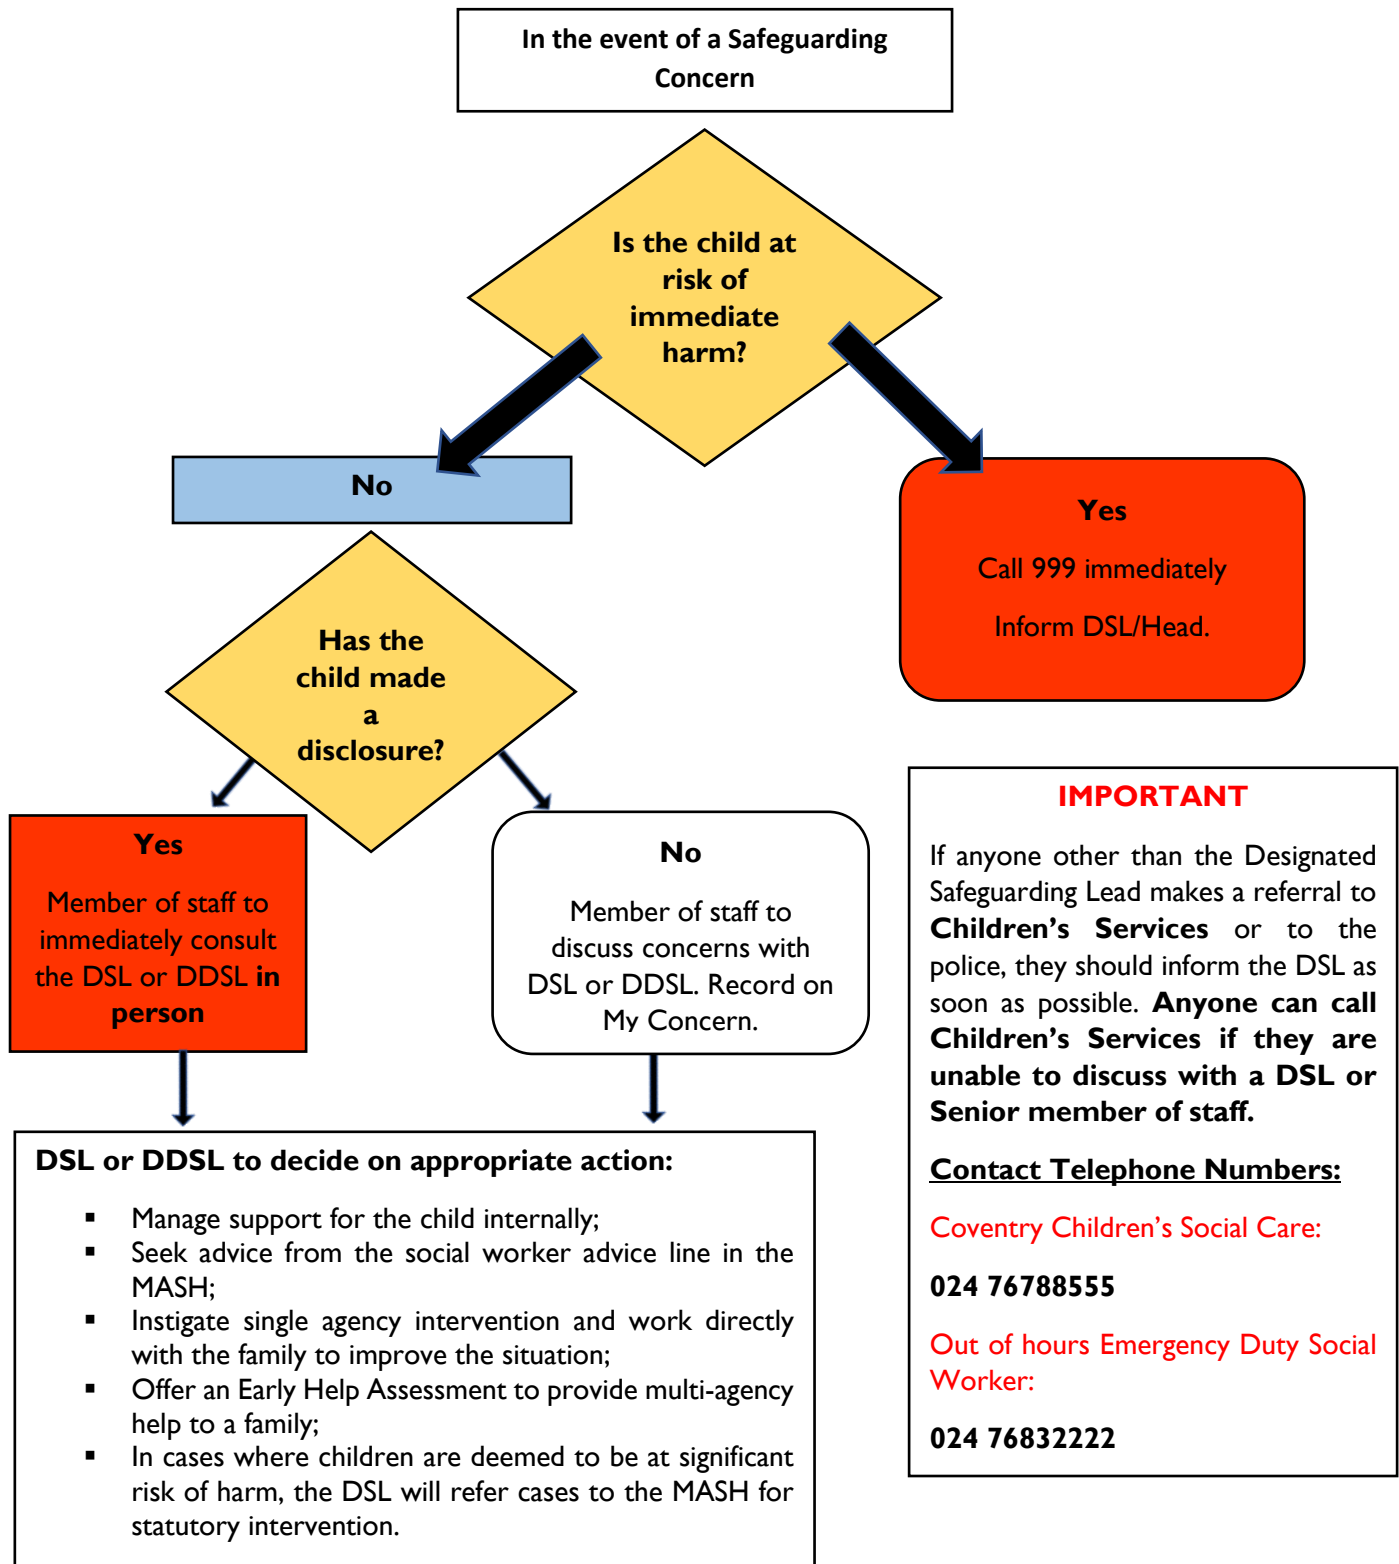 In the event of a Safeguarding
Concern
Is the child at
risk of
immediate
harm?
No
Yes
Call 999 immediately
Inform DSL/Head.
Has the
child made
a
disclosure?
Yes
Member of staff to
immediately consult
the DSL or DDSL in
person
No
Member of staff to
discuss concerns with
DSL or DDSL. Record on
My Concern.
DSL or DDSL to decide on appropriate action:
▪ Manage support for the child internally;
▪ Seek advice from the social worker advice line in the
MASH;
▪ Instigate single agency intervention and work directly
with the family to improve the situation;
▪ Offer an Early Help Assessment to provide multi-agency
help to a family;
▪ In cases where children are deemed to be at significant
risk of harm, the DSL will refer cases to the MASH for
statutory intervention.
IMPORTANT
If anyone other than the Designated
Safeguarding Lead makes a referral to
Children’s Services or to the
police, they should inform the DSL as
soon as possible. Anyone can call
Children’s Services if they are
unable to discuss with a DSL or
Senior member of staff.
Contact Telephone Numbers:
Coventry Children’s Social Care:
024 76788555
Out of hours Emergency Duty Social
Worker:
024 76832222